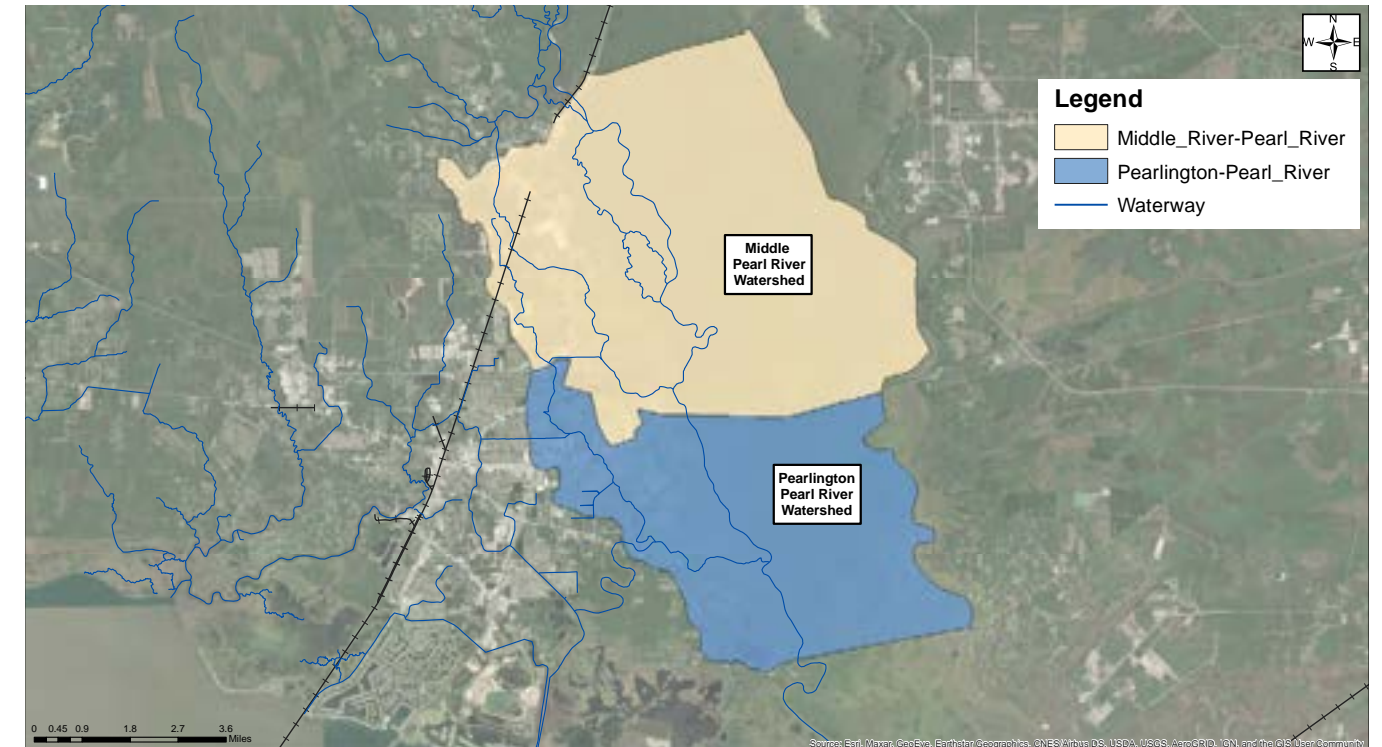 N
W E
S
Legend
Middle_River-Pearl_River
Pearlington-Pearl_River
Waterway
Middle
Pearl River
Watershed
Pearlington
Pearl River
Watershed
0 0.45 0.9 1.8 2.7 3.6
Miles
Source: Esri, Maxar, GeoEye, Earthstar Geographics, CNES/Airbus DS, USDA, USGS, AeroGRID, IGN, and the GIS User Community